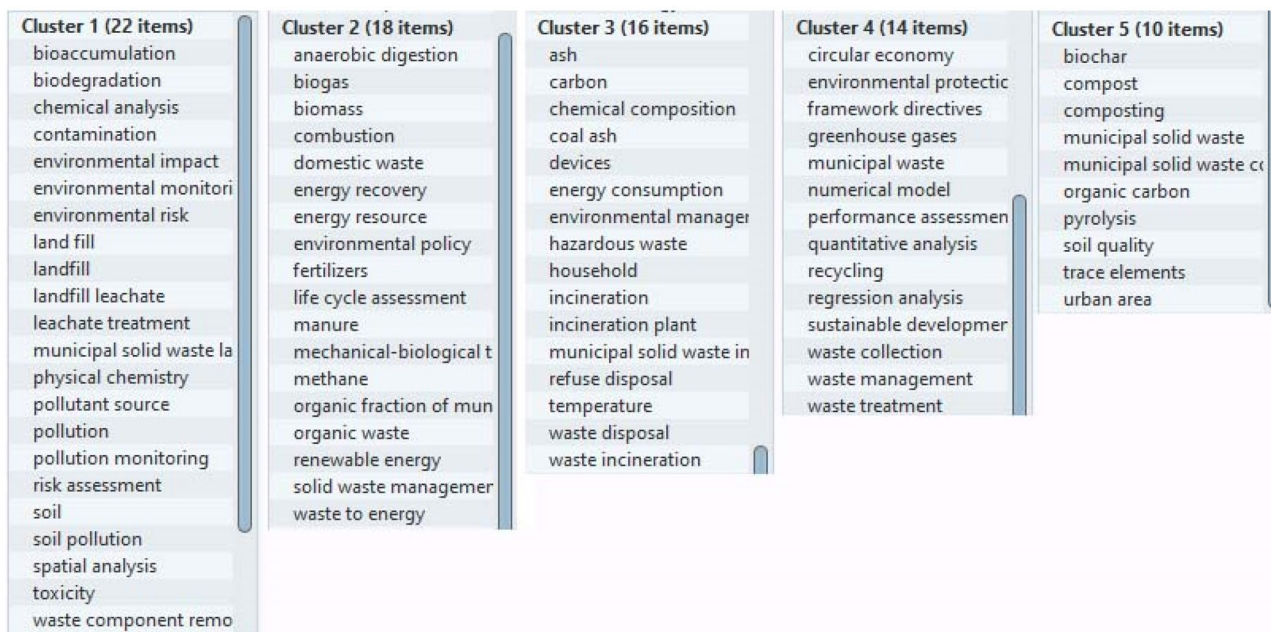 Cluster 1 (22 items)
bioaccumulation
biodegradation
chemical analysis
contamination
environmental impact
environmental monitori
environmental risk
land fill
landfill
landfill leachate
leachate treatment
municipal solid waste la
physical chemistry
pollutant source
pollution
pollution monitoring
risk assessment
soil
soil pollution
spatial analysis
toxicity
waste component remo
Cluster 2 (18 items)
anaerobic digestion
biogas
biomass
combustion
domestic waste
energy recovery
energy resource
environmental policy
fertilizers
life cycle assessment
manure
mechanical-biological t
methane
organic fraction of mun
organic waste
renewable energy
solid waste managemer
waste to energy
Cluster 3 (16 items)
ash
carbon
chemical composition
coal ash
devices
energy consumption
environmental manager
hazardous waste
household
incineration
incineration plant
municipal solid waste in
refuse disposal
temperature
waste disposal
waste incineration
Cluster 4 (14 items)
circular economy
environmental protectic
framework directives
greenhouse gases
municipal waste
numerical model
performance assessmen
quantitative analysis
recycling
regression analysis
sustainable developmer
waste collection
waste management
waste treatment
Cluster 5 (10 items)
biochar
compost
composting
municipal solid waste
municipal solid waste co
organic carbon
pyrolysis
soil quality
trace elements
urban area